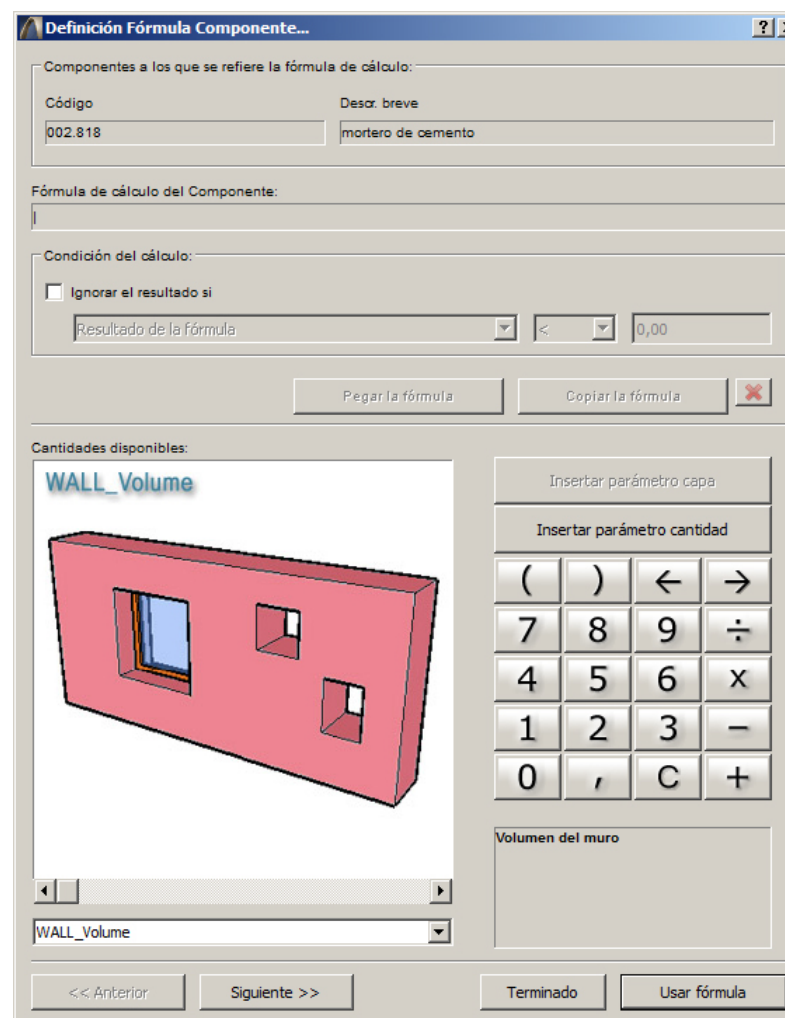 Definición Fórmula Componente...
?
Componentes a los que se refiere la fórmula de cálculo:
Código
Descr. breve
002.818
mortero de cemento
Fórmula de cálculo del Componente:
Condición del cálculo:
Ignorar el resultado si
Resultado de la fórmula
<
0,00
Pegar la fórmula
Copiar la fórmula
Cantidades disponibles:
WALL_Volume
Insertar parámetro capa
Insertar parámetro cantidad
( ) ← →
7 8 9 ÷
4 5 6 x
1 2 3 −
0 , C +
Volumen del muro
WALL_Volume
<< Anterior
Siguiente >>
Terminado
Usar fórmula